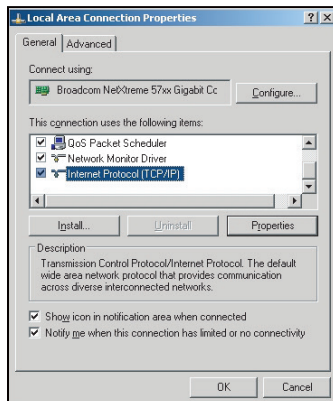 Local Area Connection Properties
General Advanced
Connect using:
Broadcom NetXtreme 57xx Gigabit Cc
Configure...
This connection uses the following items:
QoS Packet Scheduler
Network Monitor Driver
Internet Protocol (TCP/IP)
Install... Uninstall Properties
Description
Transmission Control Protocol/Internet Protocol. The default
wide area network protocol that provides communication
across diverse interconnected networks.
Show icon in notification area when connected
Notify me when this connection has limited or no connectivity
OK Cancel